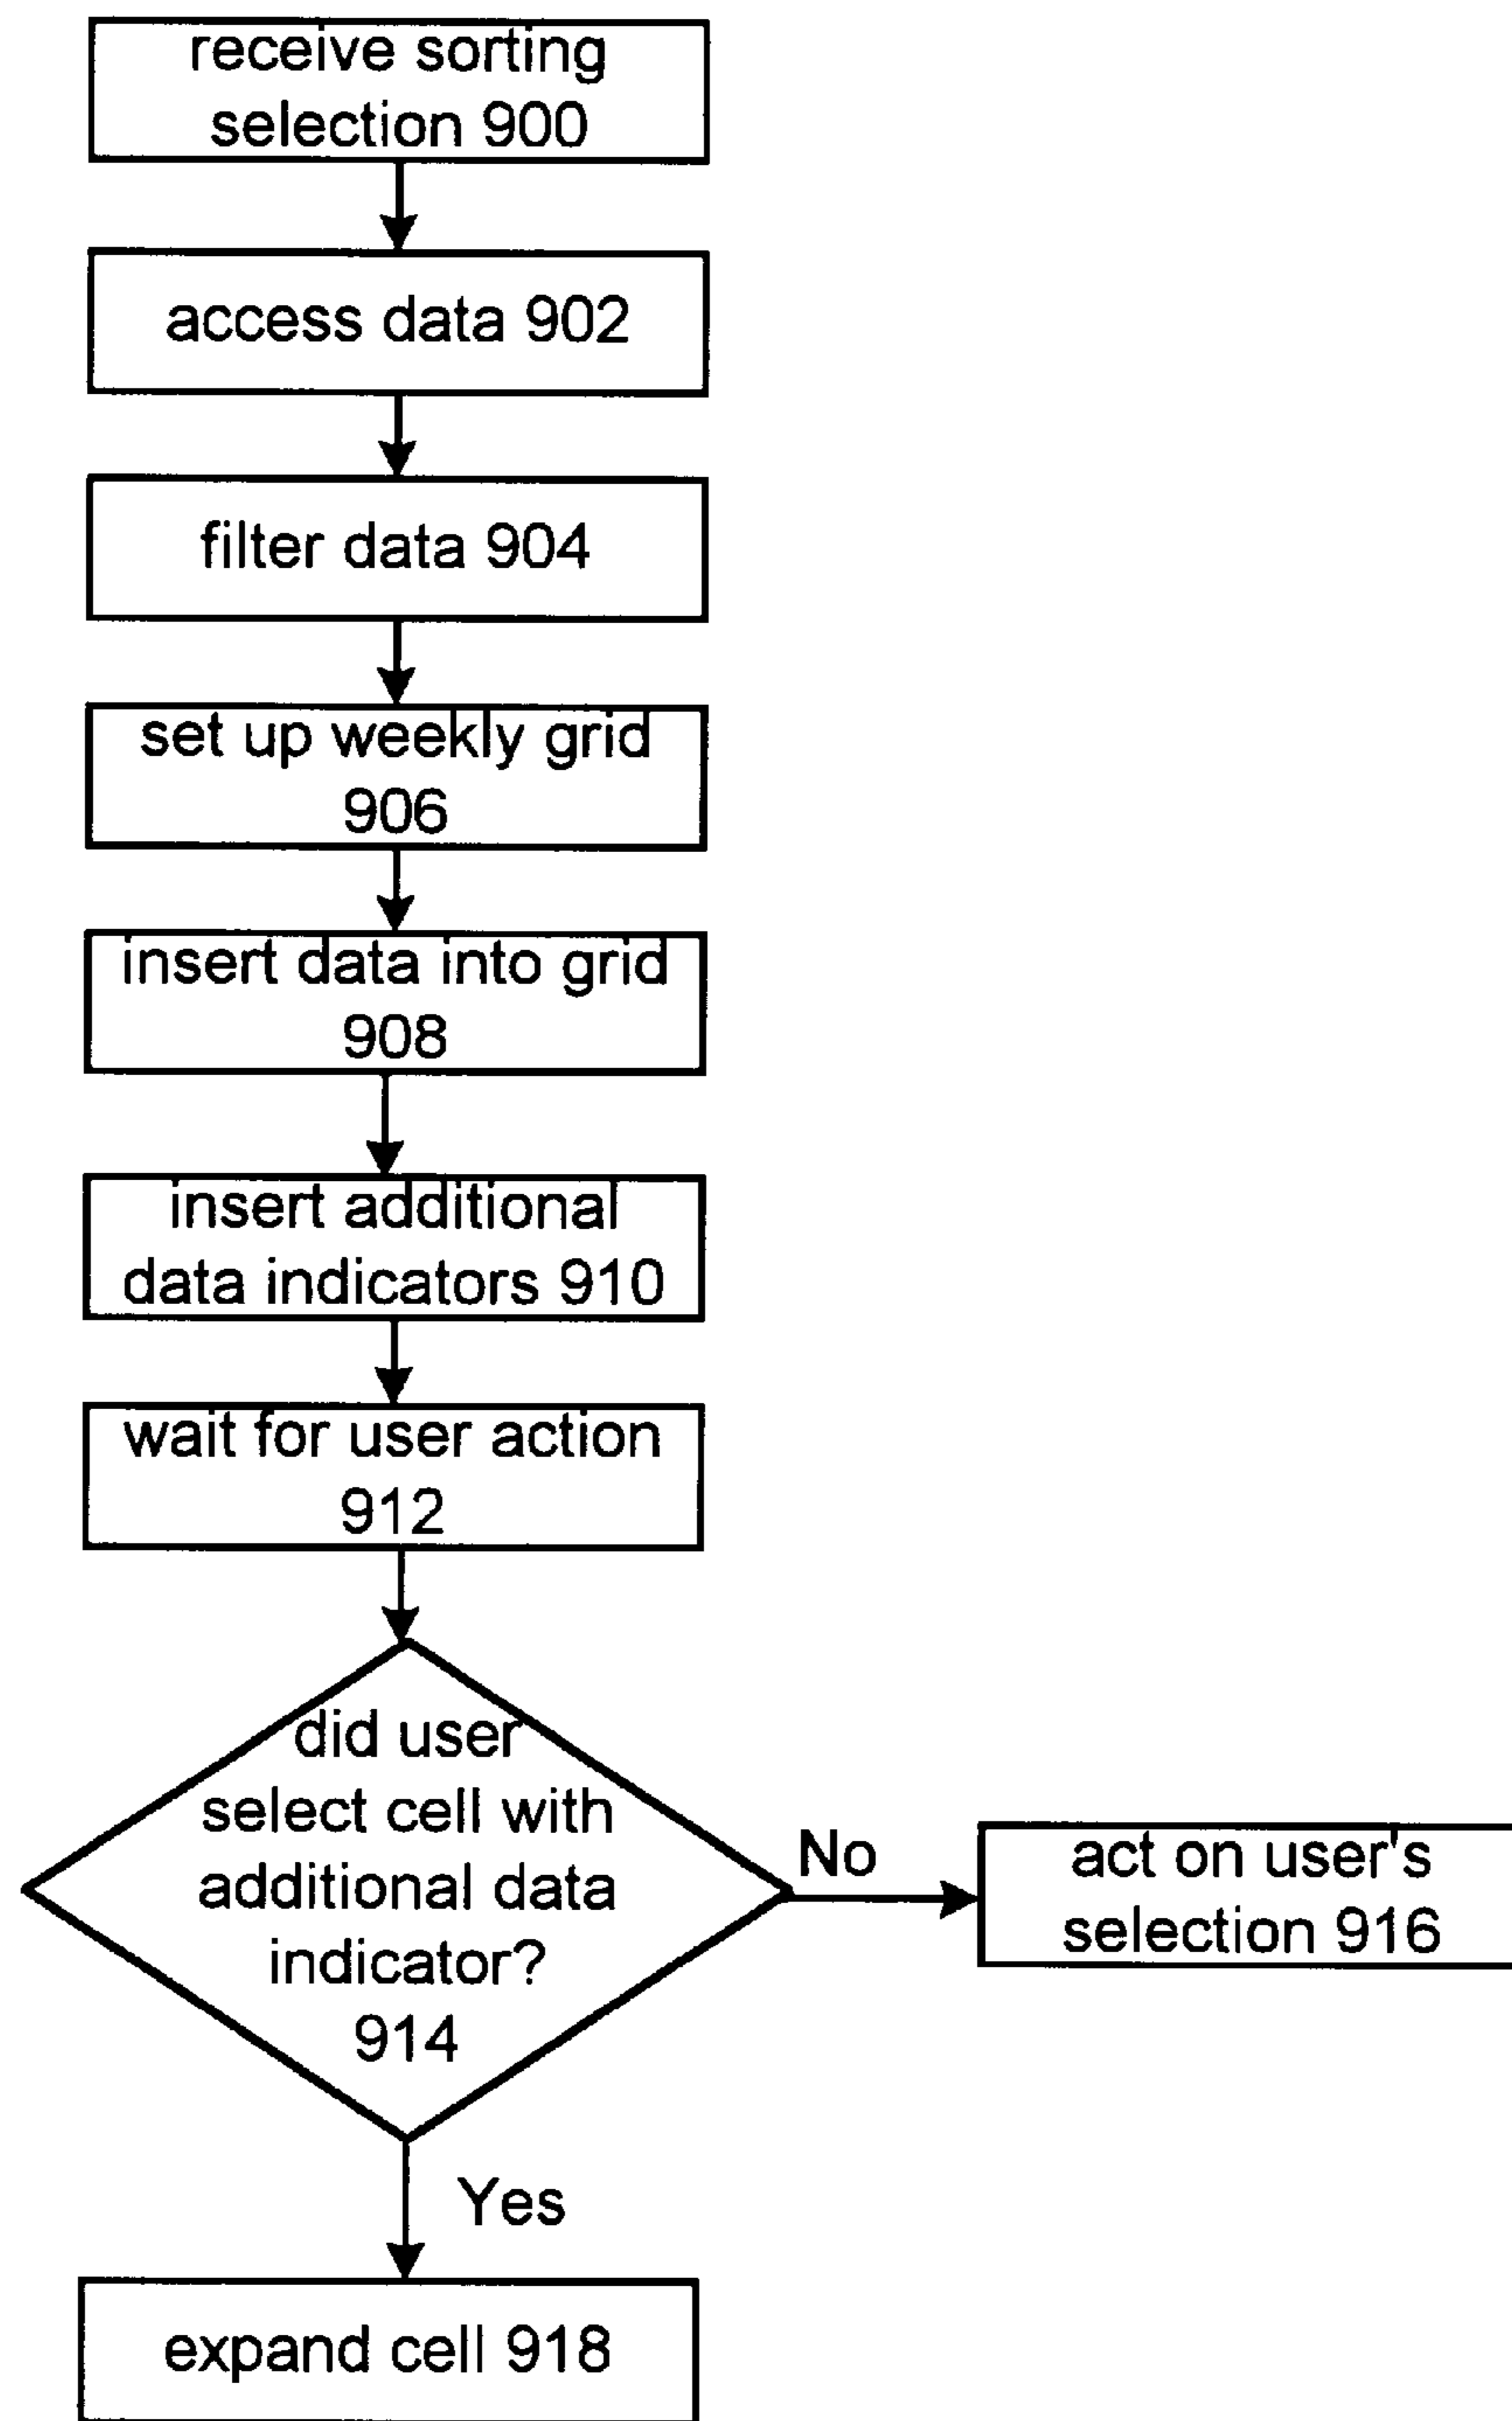 receive sorting
selection 900
access data 902
filter data 904
set up weekly grid
906
insert data into grid
908
insert additional
data indicators 910
wait for user action
912
did user
select cell with
additional data
indicator?
914
No
act on user's
selection 916
Yes
expand cell 918